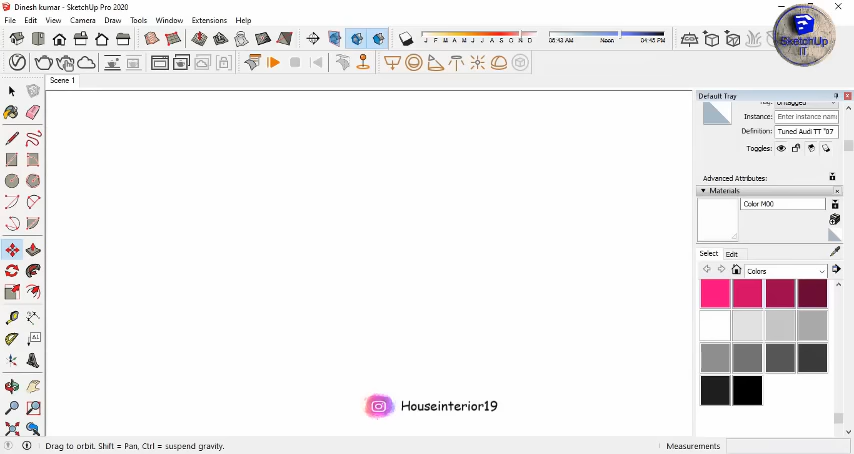 Dinesh kumar - SketchUp Pro 2020
File Edit View Camera Draw Tools Window Extensions Help
J F M A M J J A S O N D
06:43 AM Noon 04:45 PM
SketchUp
IT
Scene 1
Default Tray
Untagged
Instance: Enter instance nam
Definition: Tuned Audi TT "07
Toggles:
Advanced Attributes:
Materials
Color M00
Select Edit
Colors
A1
Houseinterior19
Drag to orbit. Shift = Pan, Ctrl = suspend gravity.
Measurements